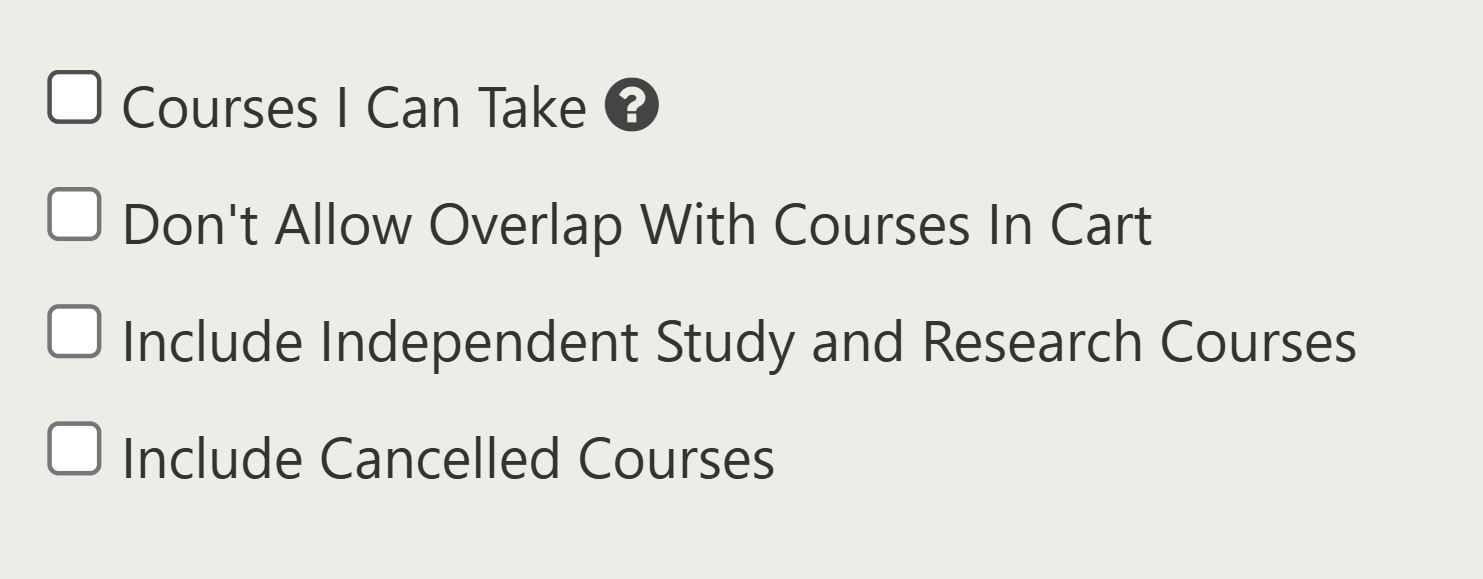 Courses I Can Take ?
Don't Allow Overlap With Courses In Cart
Include Independent Study and Research Courses
Include Cancelled Courses